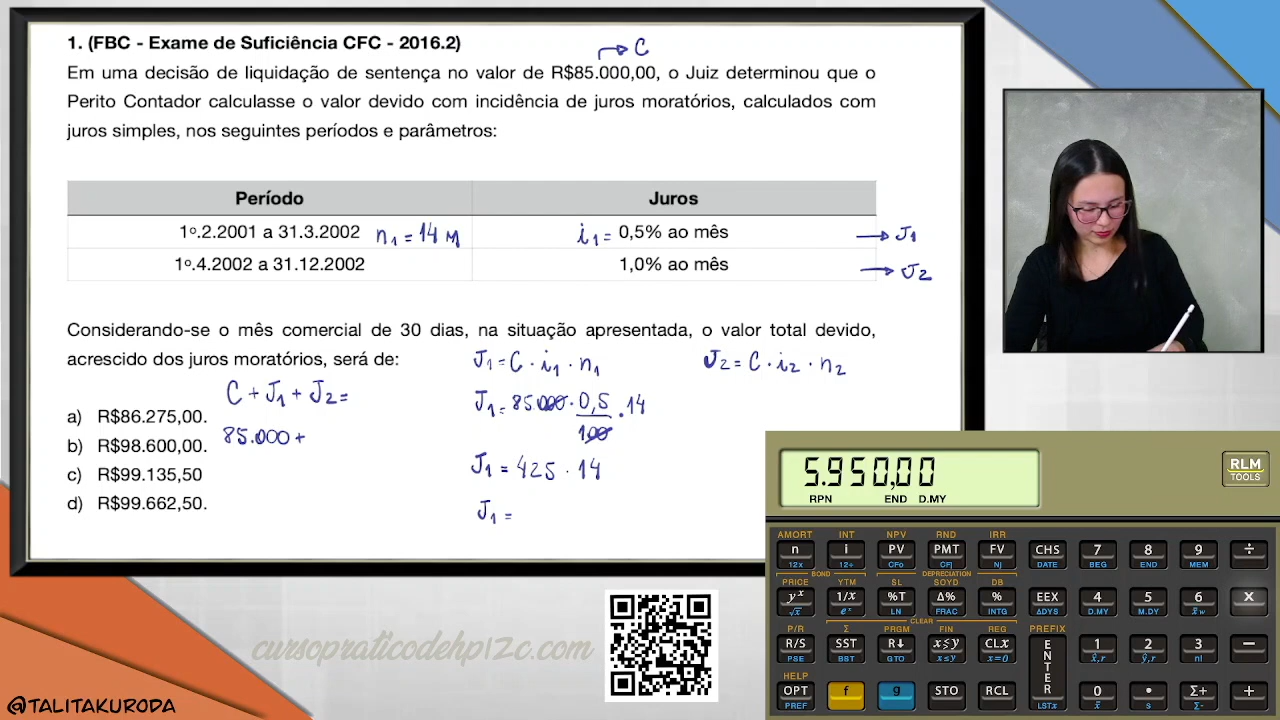 1. (FBC - Exame de Suficiência CFC - 2016.2)
C
Em uma decisão de liquidação de sentença no valor de R$85.000,00, o Juiz determinou que o
Perito Contador calculasse o valor devido com incidência de juros moratórios, calculados com
juros simples, nos seguintes períodos e parâmetros:
Período Juros
1º.2.2001 a 31.3.2002 n₁ = 14 M i₁ = 0,5% ao mês → J1
1º.4.2002 a 31.12.2002 1,0% ao mês → J2
Considerando-se o mês comercial de 30 dias, na situação apresentada, o valor total devido,
acrescido dos juros moratórios, será de:
J₁ = C · i₁ · n₁ J2 = C · i2 · n2
C + J₁ + J2 =
a) R$86.275,00.
J₁ = 85.000 · 0,5 · 14
100
85.000 +
b) R$98.600,00.
c) R$99.135,50
J₁ = 425 · 14
d) R$99.662,50.
J₁ =
5.950,00
RPN END D.MY
RLM
TOOLS
AMORT INT NPV RND IRR
n i PV PMT FV CHS 7 8 9 ÷
12x 12÷ CFo CFj Nj DATE BEG END MEM
BOND DEPRECIATION
PRICE YTM SL SOYD DB
yˣ 1/x %T Δ% % EEX 4 5 6 x
√x eˣ LN FRAC INTG ΔDYS D.MY M.DY x̄w
CLEAR
P/R Σ PRGM FIN REG PREFIX
R/S SST R↓ x≤y CLx ENTER 1 2 3 −
PSE BST GTO x≤y x=0 x̂,r ŷ,r n!
HELP
OPT f g STO RCL 0 • Σ+ +
PREF LSTx x̄ s Σ-
cursopraticodehp12c.com
@TALITAKURODA